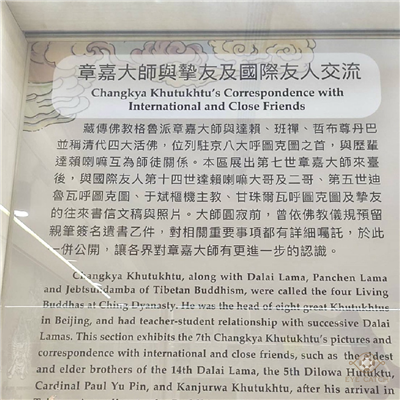 章嘉大師與摯友及國際友人交流
Changkya Khutukhtu's Correspondence with
International and Close Friends
藏傳佛教格魯派章嘉大師與達賴、班禪、哲布尊丹巴
並稱清代四大活佛，位列駐京八大呼圖克圖之首，與歷輩
達賴喇嘛互為師徒關係。本區展出第七世章嘉大師來臺
後，與國際友人第十四世達賴喇嘛大哥及二哥、第五世迪
魯瓦呼圖克圖、于斌樞機主教、甘珠爾瓦呼圖克圖及摯友
的往來書信文稿與照片。大師圓寂前，曾依佛教儀規預留
親筆簽名遺書乙件，對相關重要事項都有詳細囑託，於此
一併公開，讓各界對章嘉大師有更進一步的認識。
Changkya Khutukhtu, along with Dalai Lama, Panchen Lama
and Jebtsundamba of Tibetan Buddhism, were called the four Living
Buddhas at Ching Dynasty. He was the head of eight great Khutukhtus
in Beijing, and had teacher-student relationship with successive Dalai
Lamas. This section exhibits the 7th Changkya Khutukhtu's pictures and
correspondence with international and close friends, such as the eldest
and elder brothers of the 14th Dalai Lama, the 5th Dilowa Hutuktu,
Cardinal Paul Yu Pin, and Kanjurwa Khutukhtu, after his arrival in